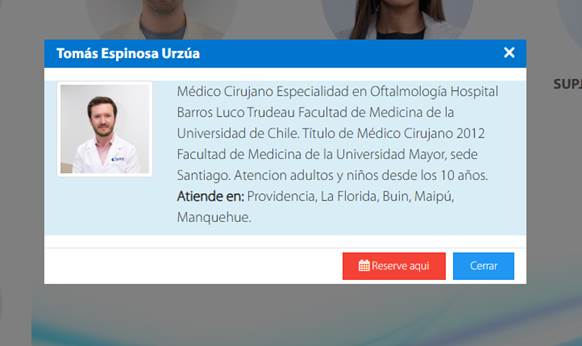 Tomás Espinosa Urzúa ×
Médico Cirujano Especialidad en Oftalmología Hospital
Barros Luco Trudeau Facultad de Medicina de la
Universidad de Chile. Título de Médico Cirujano 2012
Facultad de Medicina de la Universidad Mayor, sede
Santiago. Atencion adultos y niños desde los 10 años.
Atiende en: Providencia, La Florida, Buin, Maipú,
Manquehue.
Reserve aqui
Cerrar